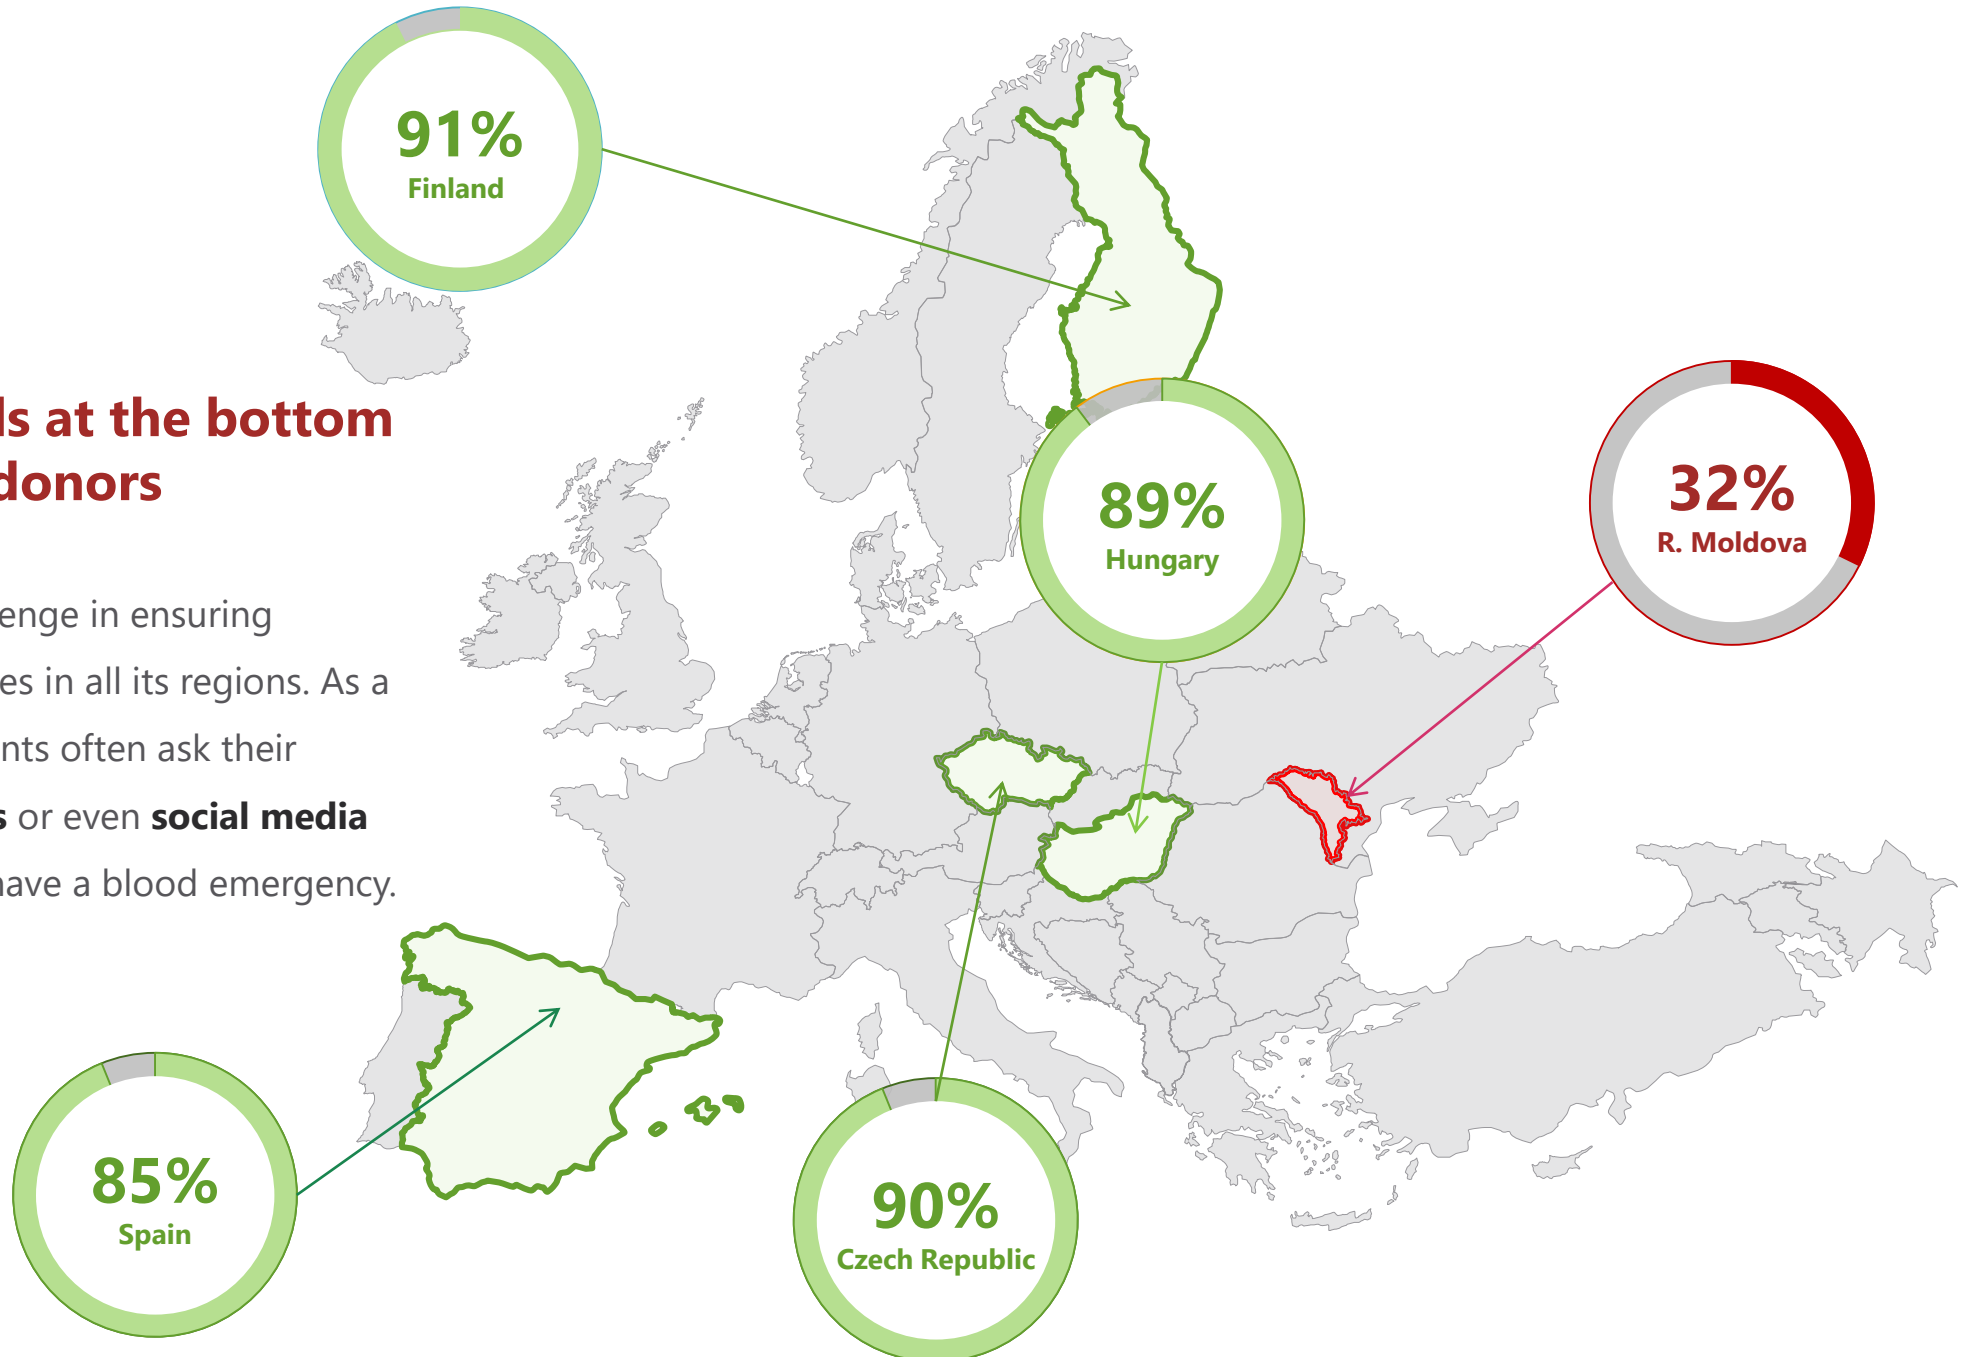 91%
Finland
ls at the bottom
donors
89%
Hungary
32%
R. Moldova
enge in ensuring
es in all its regions. As a
nts often ask their
s or even social media
have a blood emergency.
85%
Spain
90%
Czech Republic